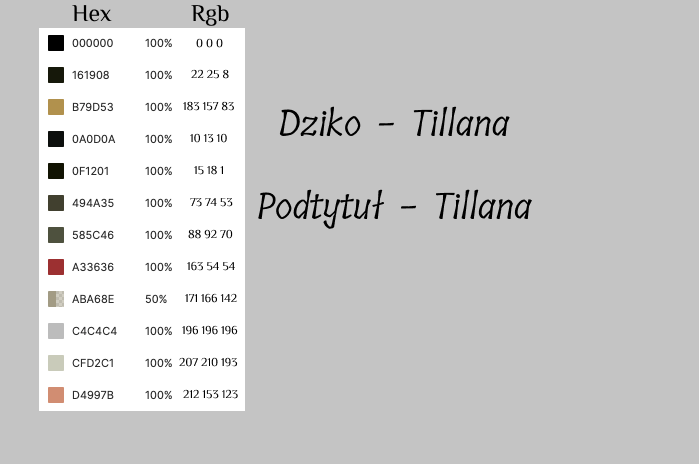 Hex Rgb
000000 100% 0 0 0
161908 100% 22 25 8
B79D53 100% 183 157 83
Dziko - Tillana
0A0D0A 100% 10 13 10
0F1201 100% 15 18 1
494A35 100% 73 74 53
Podtytuł - Tillana
585C46 100% 88 92 70
A33636 100% 163 54 54
ABA68E 50% 171 166 142
C4C4C4 100% 196 196 196
CFD2C1 100% 207 210 193
D4997B 100% 212 153 123